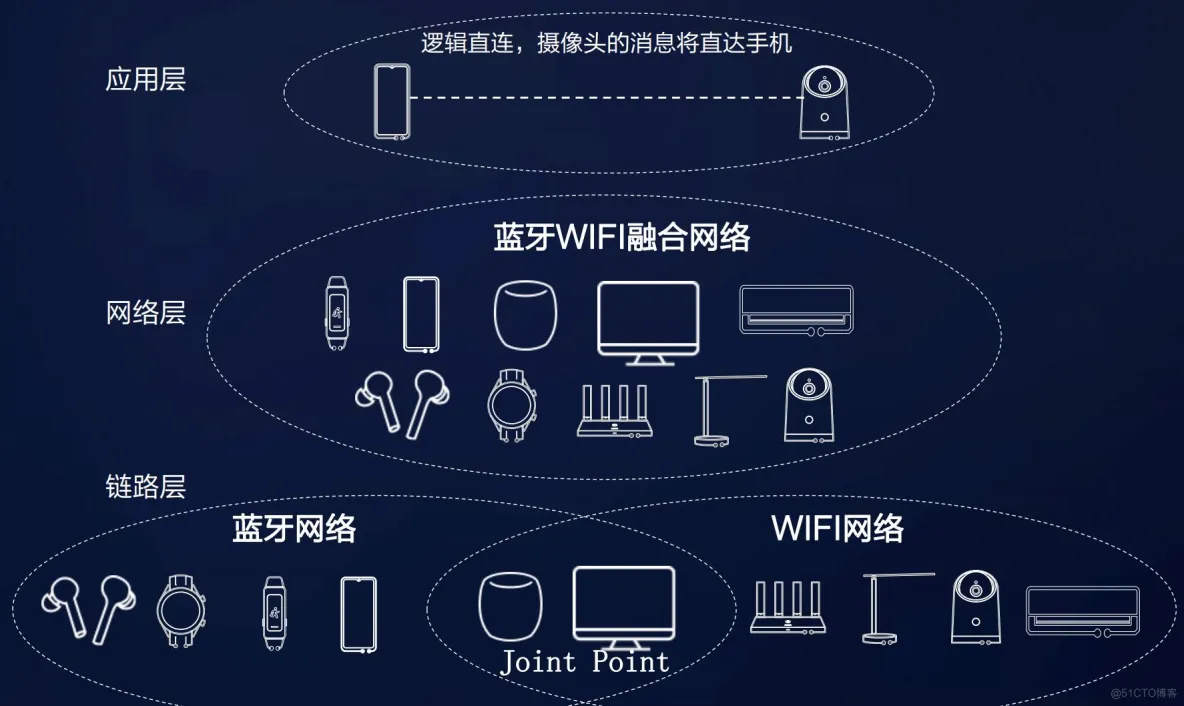 逻辑直连，摄像头的消息将直达手机
应用层
蓝牙WIFI融合网络
网络层
链路层
蓝牙网络
WIFI网络
Joint Point
@51CTO博客